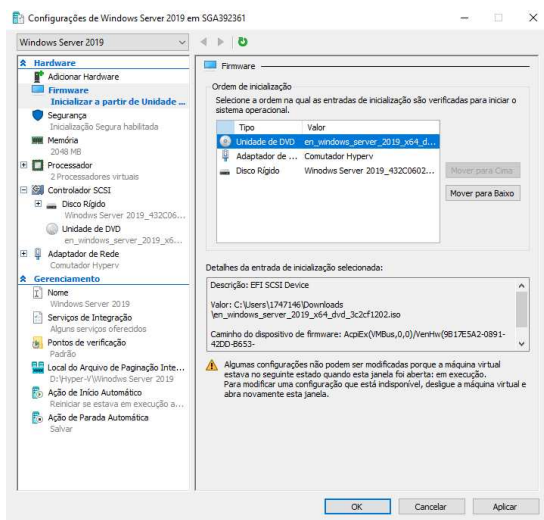 Configurações de Windows Server 2019 em SGA392361
Windows Server 2019
Hardware
Adicionar Hardware
Firmware
Inicializar a partir de Unidade ...
Segurança
Inicialização Segura habilitada
Memória
2048 MB
Processador
2 Processadores virtuais
Controlador SCSI
Disco Rígido
Winodws Server 2019_432C06...
Unidade de DVD
en_windows_server_2019_x6...
Adaptador de Rede
Comutador Hyperv
Gerenciamento
Nome
Windows Server 2019
Serviços de Integração
Alguns serviços oferecidos
Pontos de verificação
Padrão
Local do Arquivo de Paginação Inte...
D:\Hyper-V\Winodws Server 2019
Ação de Início Automático
Reiniciar se estava em execução a...
Ação de Parada Automática
Salvar
Firmware
Ordem de inicialização
Selecione a ordem na qual as entradas de inicialização são verificadas para iniciar o
sistema operacional.
Tipo Valor
Unidade de DVD en_windows_server_2019_x64_d...
Adaptador de ... Comutador Hyperv
Disco Rígido Winodws Server 2019_432C0602...
Mover para Cima
Mover para Baixo
Detalhes da entrada de inicialização selecionada:
Descrição: EFI SCSI Device
Valor: C:\Users\1747146\Downloads
\en_windows_server_2019_x64_dvd_3c2cf1202.iso
Caminho do dispositivo de firmware: AcpiEx(VMBus,0,0)/VenHw(9B17E5A2-0891-
42DD-B653-
Algumas configurações não podem ser modificadas porque a máquina virtual
estava no seguinte estado quando esta janela foi aberta: em execução.
Para modificar uma configuração que está indisponível, desligue a máquina virtual e
abra novamente esta janela.
OK Cancelar Aplicar